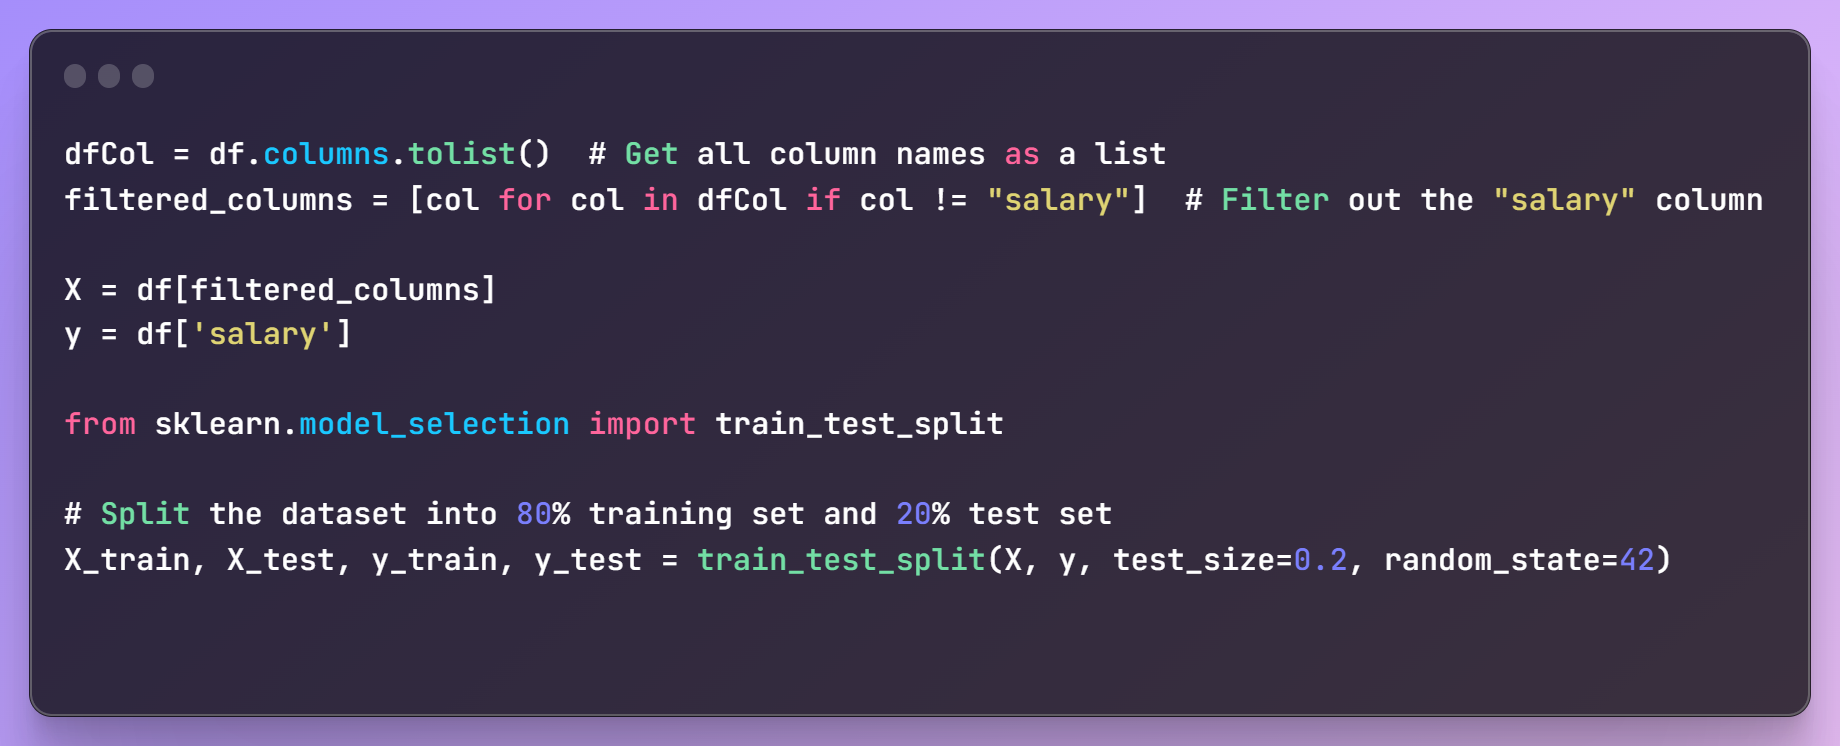 dfCol = df.columns.tolist()  # Get all column names as a list
filtered_columns = [col for col in dfCol if col != "salary"]  # Filter out the "salary" column
X = df[filtered_columns]
y = df['salary']
from sklearn.model_selection import train_test_split
# Split the dataset into 80% training set and 20% test set
X_train, X_test, y_train, y_test = train_test_split(X, y, test_size=0.2, random_state=42)